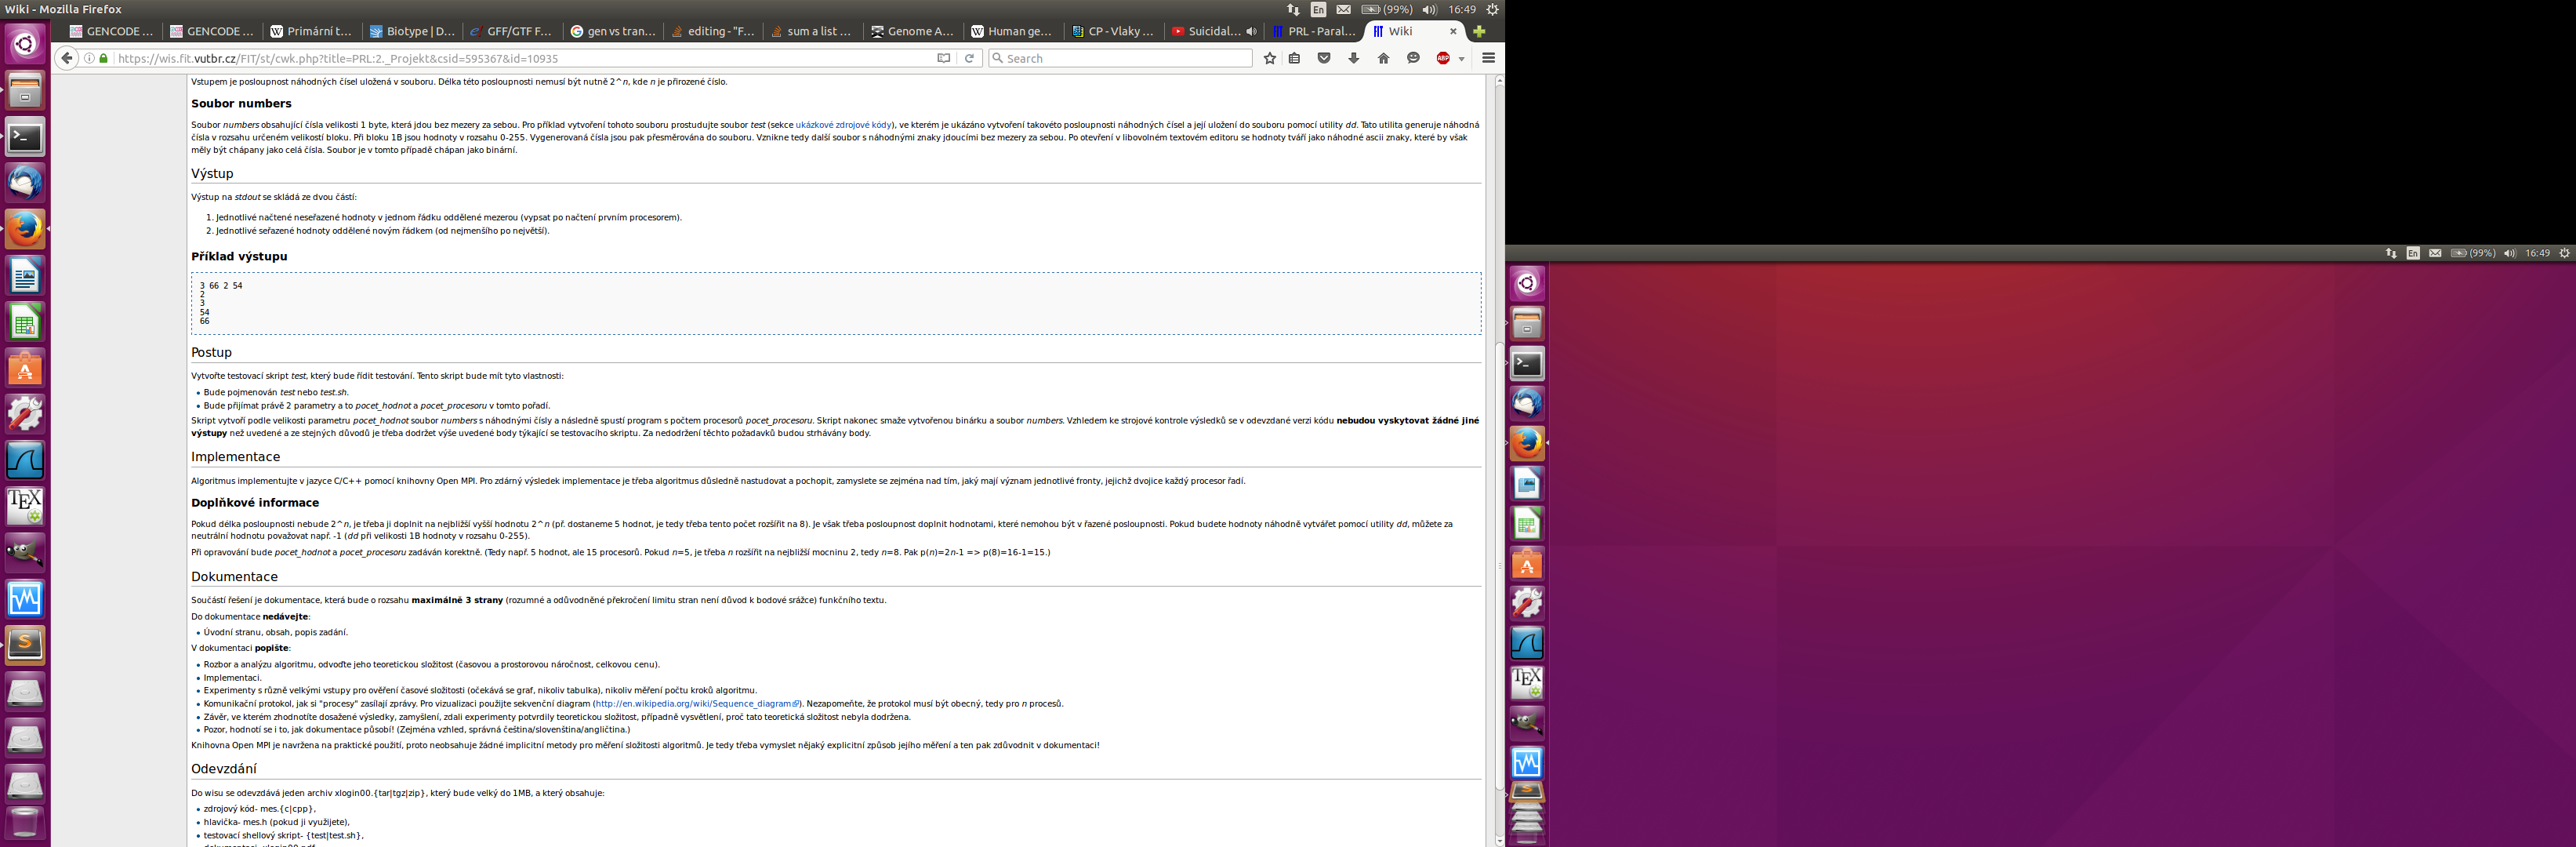 Wiki - Mozilla Firefox
En (99%) 16:49
GENCODE ... GENCODE ... Primární t... Biotype | D... GFF/GTF F... gen vs tran... editing - "F... sum a list ... Genome A... Human ge... CP - Vlaky ... Suicidal... PRL - Paral... Wiki
https://wis.fit.vutbr.cz/FIT/st/cwk.php?title=PRL:2._Projekt&csid=595367&id=10935
Search
ABP
Vstupem je posloupnost náhodných čísel uložená v souboru. Délka této posloupnosti nemusí být nutně 2^n, kde n je přirozené číslo.
Soubor numbers
Soubor numbers obsahující čísla velikosti 1 byte, která jdou bez mezery za sebou. Pro příklad vytvoření tohoto souboru prostudujte soubor test (sekce ukázkové zdrojové kódy), ve kterém je ukázáno vytvoření takovéto posloupnosti náhodných čísel a její uložení do souboru pomocí utility dd. Tato utilita generuje náhodná
čísla v rozsahu určeném velikostí bloku. Při bloku 1B jsou hodnoty v rozsahu 0-255. Vygenerovaná čísla jsou pak přesměrována do souboru. Vznikne tedy další soubor s náhodnými znaky jdoucími bez mezery za sebou. Po otevření v libovolném textovém editoru se hodnoty tváří jako náhodné ascii znaky, které by však
měly být chápany jako celá čísla. Soubor je v tomto případě chápan jako binární.
Výstup
Výstup na stdout se skládá ze dvou částí:
1. Jednotlivé načtené neseřazené hodnoty v jednom řádku oddělené mezerou (vypsat po načtení prvním procesorem).
2. Jednotlivé seřazené hodnoty oddělené novým řádkem (od nejmenšího po největší).
Příklad výstupu
3 66 2 54
2
3
54
66
Postup
Vytvořte testovací skript test, který bude řídit testování. Tento skript bude mít tyto vlastnosti:
• Bude pojmenován test nebo test.sh.
• Bude přijímat právě 2 parametry a to pocet_hodnot a pocet_procesoru v tomto pořadí.
Skript vytvoří podle velikosti parametru pocet_hodnot soubor numbers s náhodnými čísly a následně spustí program s počtem procesorů pocet_procesoru. Skript nakonec smaže vytvořenou binárku a soubor numbers. Vzhledem ke strojové kontrole výsledků se v odevzdané verzi kódu nebudou vyskytovat žádné jiné
výstupy než uvedené a ze stejných důvodů je třeba dodržet výše uvedené body týkající se testovacího skriptu. Za nedodržení těchto požadavků budou strhávány body.
Implementace
Algoritmus implementujte v jazyce C/C++ pomocí knihovny Open MPI. Pro zdárný výsledek implementace je třeba algoritmus důsledně nastudovat a pochopit, zamyslete se zejména nad tím, jaký mají význam jednotlivé fronty, jejichž dvojice každý procesor řadí.
Doplňkové informace
Pokud délka posloupnosti nebude 2^n, je třeba ji doplnit na nejbližší vyšší hodnotu 2^n (př. dostaneme 5 hodnot, je tedy třeba tento počet rozšířit na 8). Je však třeba posloupnost doplnit hodnotami, které nemohou být v řazené posloupnosti. Pokud budete hodnoty náhodně vytvářet pomocí utility dd, můžete za
neutrální hodnotu považovat např. -1 (dd při velikosti 1B hodnoty v rozsahu 0-255).
Při opravování bude pocet_hodnot a pocet_procesoru zadáván korektně. (Tedy např. 5 hodnot, ale 15 procesorů. Pokud n=5, je třeba n rozšířit na nejbližší mocninu 2, tedy n=8. Pak p(n)=2n-1 => p(8)=16-1=15.)
Dokumentace
Součástí řešení je dokumentace, která bude o rozsahu maximálně 3 strany (rozumné a odůvodněné překročení limitu stran není důvod k bodové srážce) funkčního textu.
Do dokumentace nedávejte:
• Úvodní stranu, obsah, popis zadání.
V dokumentaci popište:
• Rozbor a analýzu algoritmu, odvoďte jeho teoretickou složitost (časovou a prostorovou náročnost, celkovou cenu).
• Implementaci.
• Experimenty s různě velkými vstupy pro ověření časové složitosti (očekává se graf, nikoliv tabulka), nikoliv měření počtu kroků algoritmu.
• Komunikační protokol, jak si "procesy" zasílají zprávy. Pro vizualizaci použijte sekvenční diagram (http://en.wikipedia.org/wiki/Sequence_diagram). Nezapomeňte, že protokol musí být obecný, tedy pro n procesů.
• Závěr, ve kterém zhodnotíte dosažené výsledky, zamyšlení, zdali experimenty potvrdily teoretickou složitost, případně vysvětlení, proč tato teoretická složitost nebyla dodržena.
• Pozor, hodnotí se i to, jak dokumentace působí! (Zejména vzhled, správná čeština/slovenština/angličtina.)
Knihovna Open MPI je navržena na praktické použití, proto neobsahuje žádné implicitní metody pro měření složitosti algoritmů. Je tedy třeba vymyslet nějaký explicitní způsob jejího měření a ten pak zdůvodnit v dokumentaci!
Odevzdání
Do wisu se odevzdává jeden archiv xlogin00.{tar|tgz|zip}, který bude velký do 1MB, a který obsahuje:
• zdrojový kód- mes.{c|cpp},
• hlavička- mes.h (pokud ji využijete),
• testovací shellový skript- {test|test.sh},
TEX
En (99%) 16:49
TEX